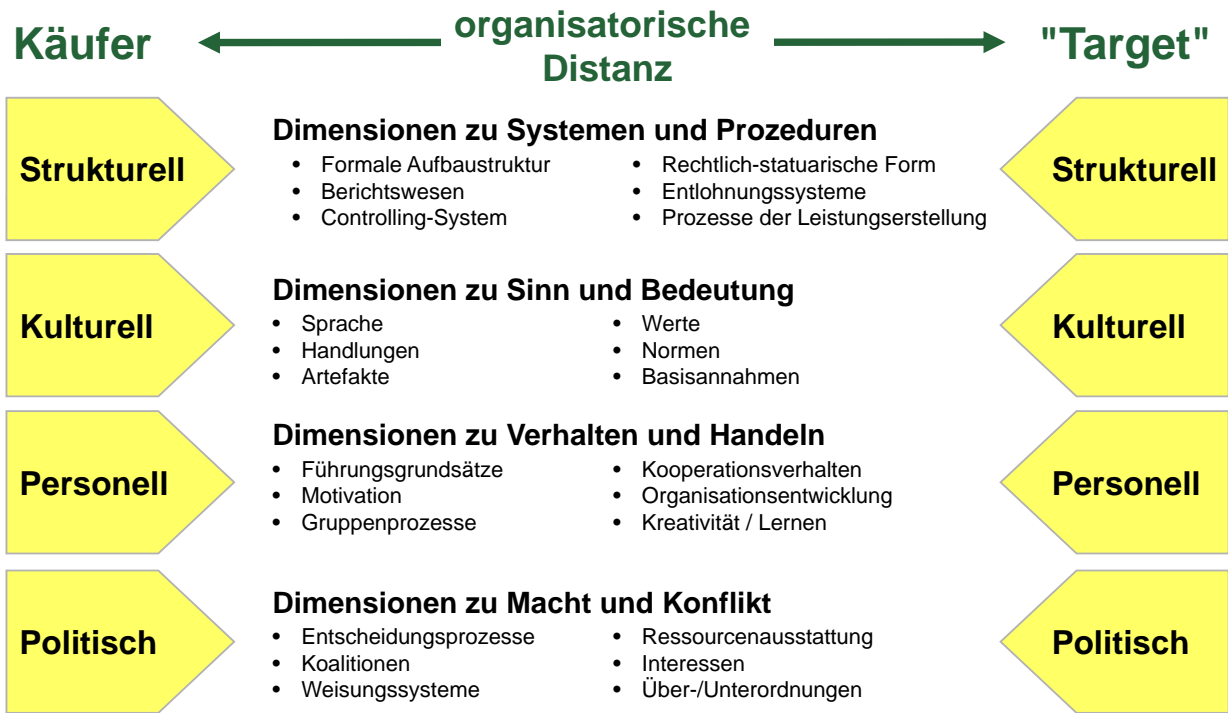 Käufer
organisatorische
Distanz
"Target"
Strukturell
Dimensionen zu Systemen und Prozeduren
• Formale Aufbaustruktur
• Berichtswesen
• Controlling-System
• Rechtlich-statuarische Form
• Entlohnungssysteme
• Prozesse der Leistungserstellung
Strukturell
Kulturell
Dimensionen zu Sinn und Bedeutung
• Sprache
• Handlungen
• Artefakte
• Werte
• Normen
• Basisannahmen
Kulturell
Personell
Dimensionen zu Verhalten und Handeln
• Führungsgrundsätze
• Motivation
• Gruppenprozesse
• Kooperationsverhalten
• Organisationsentwicklung
• Kreativität / Lernen
Personell
Politisch
Dimensionen zu Macht und Konflikt
• Entscheidungsprozesse
• Koalitionen
• Weisungssysteme
• Ressourcenausstattung
• Interessen
• Über-/Unterordnungen
Politisch